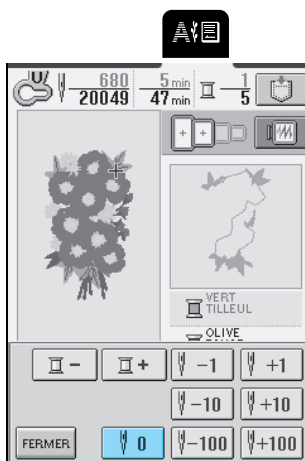 A
U
680 5 min 1
20049 47 min 5
VERT
TILLEUL
OLIVE
- + -1 +1
-10 +10
FERMER 0 -100 +100